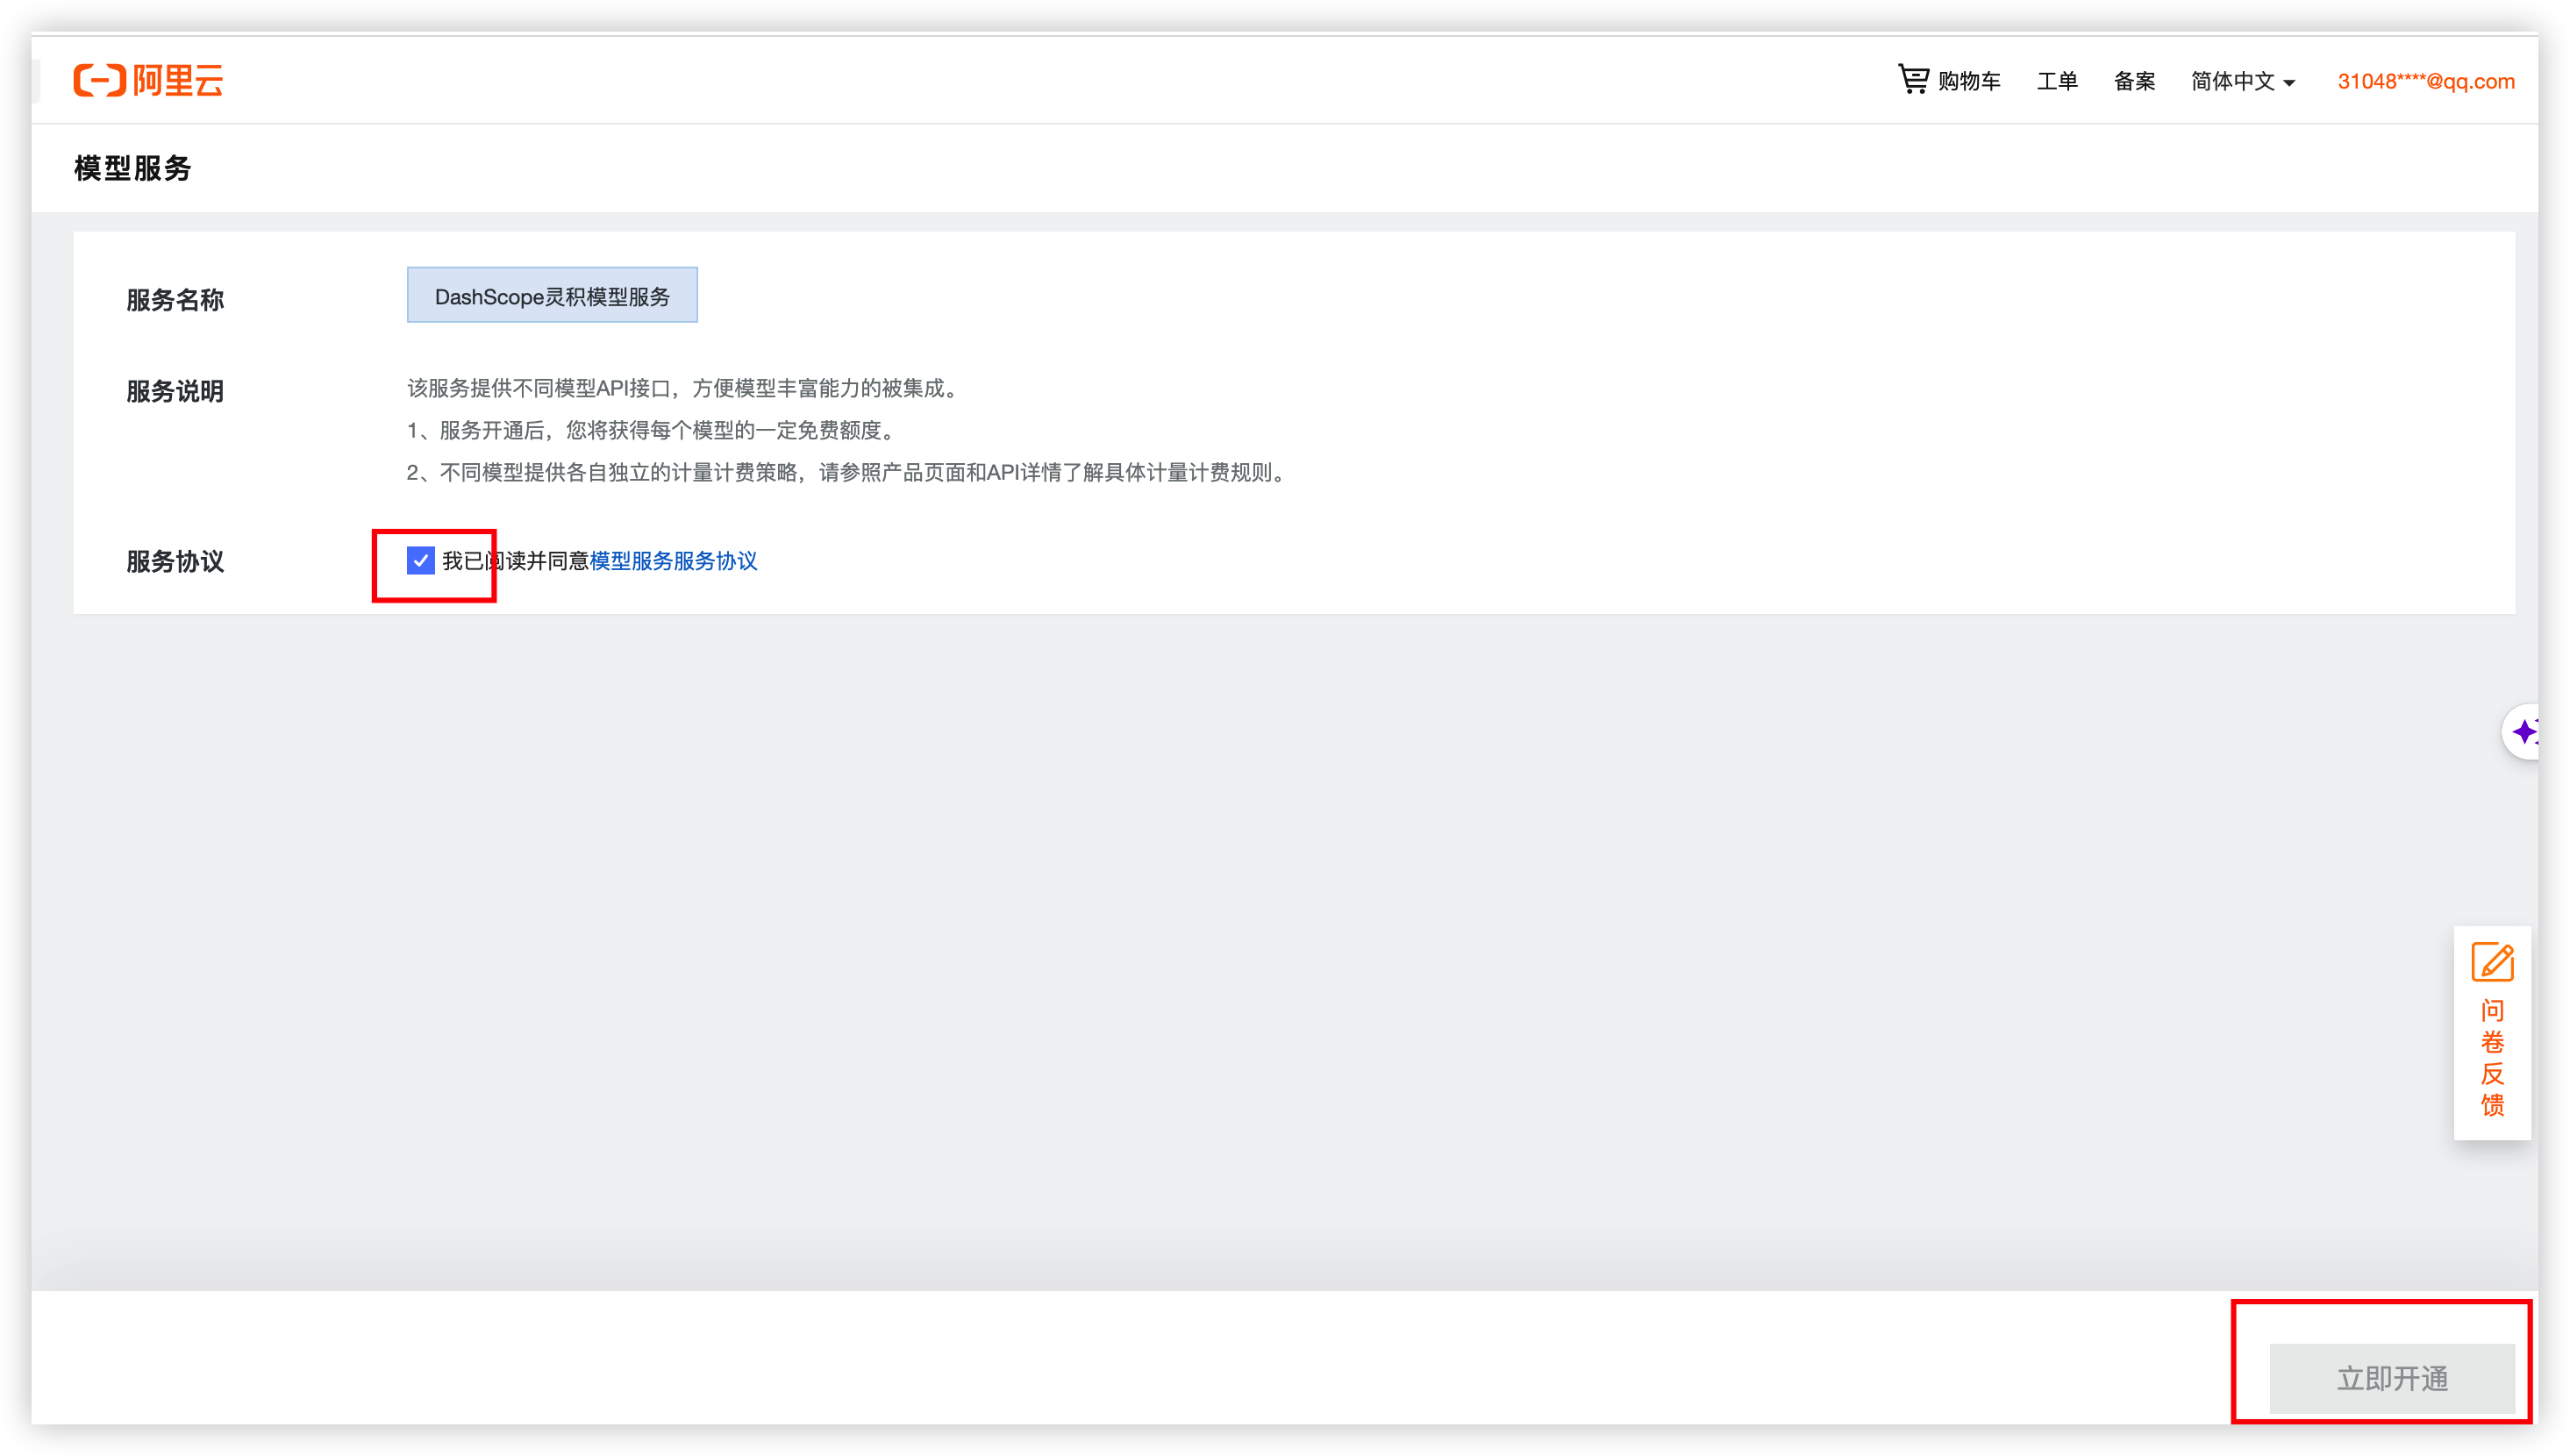 阿里云
购物车 工单 备案 简体中文 31048****@qq.com
模型服务
服务名称 DashScope灵积模型服务
服务说明 该服务提供不同模型API接口，方便模型丰富能力的被集成。
1、服务开通后，您将获得每个模型的一定免费额度。
2、不同模型提供各自独立的计量计费策略，请参照产品页面和API详情了解具体计量计费规则。
服务协议 我已阅读并同意模型服务服务协议
问
卷
反
馈
立即开通